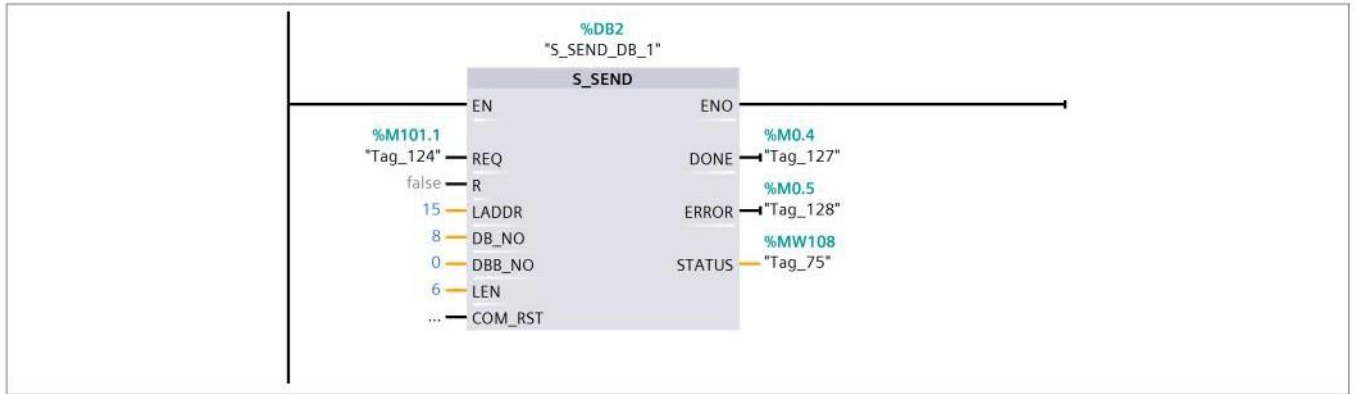 %DB2
"S_SEND_DB_1"
S_SEND
EN ENO
%M101.1 %M0.4
"Tag_124" REQ DONE "Tag_127"
false R %M0.5
15 LADDR ERROR "Tag_128"
8 DB_NO %MW108
0 DBB_NO STATUS "Tag_75"
6 LEN
... COM_RST